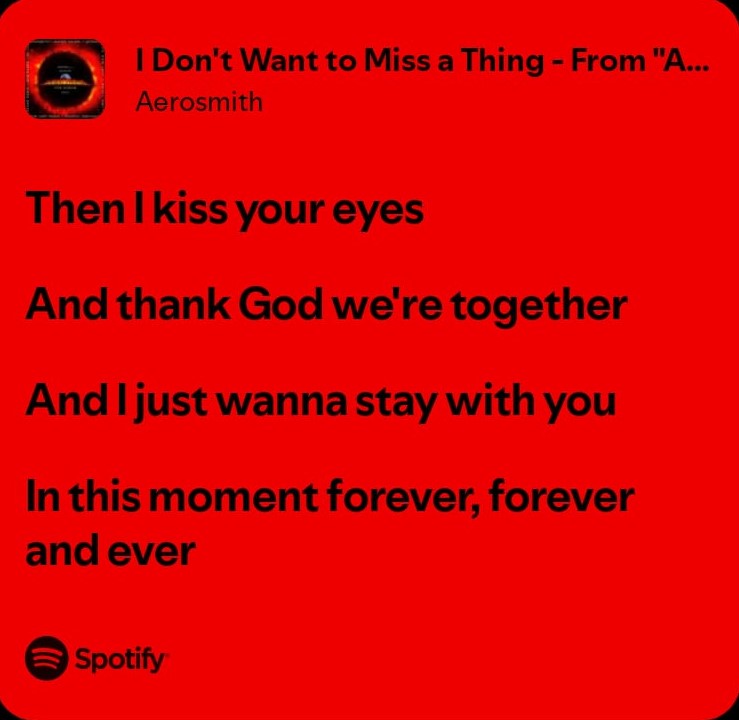 I Don't Want to Miss a Thing - From "A...
Aerosmith
Then I kiss your eyes
And thank God we're together
And I just wanna stay with you
In this moment forever, forever
and ever
Spotify